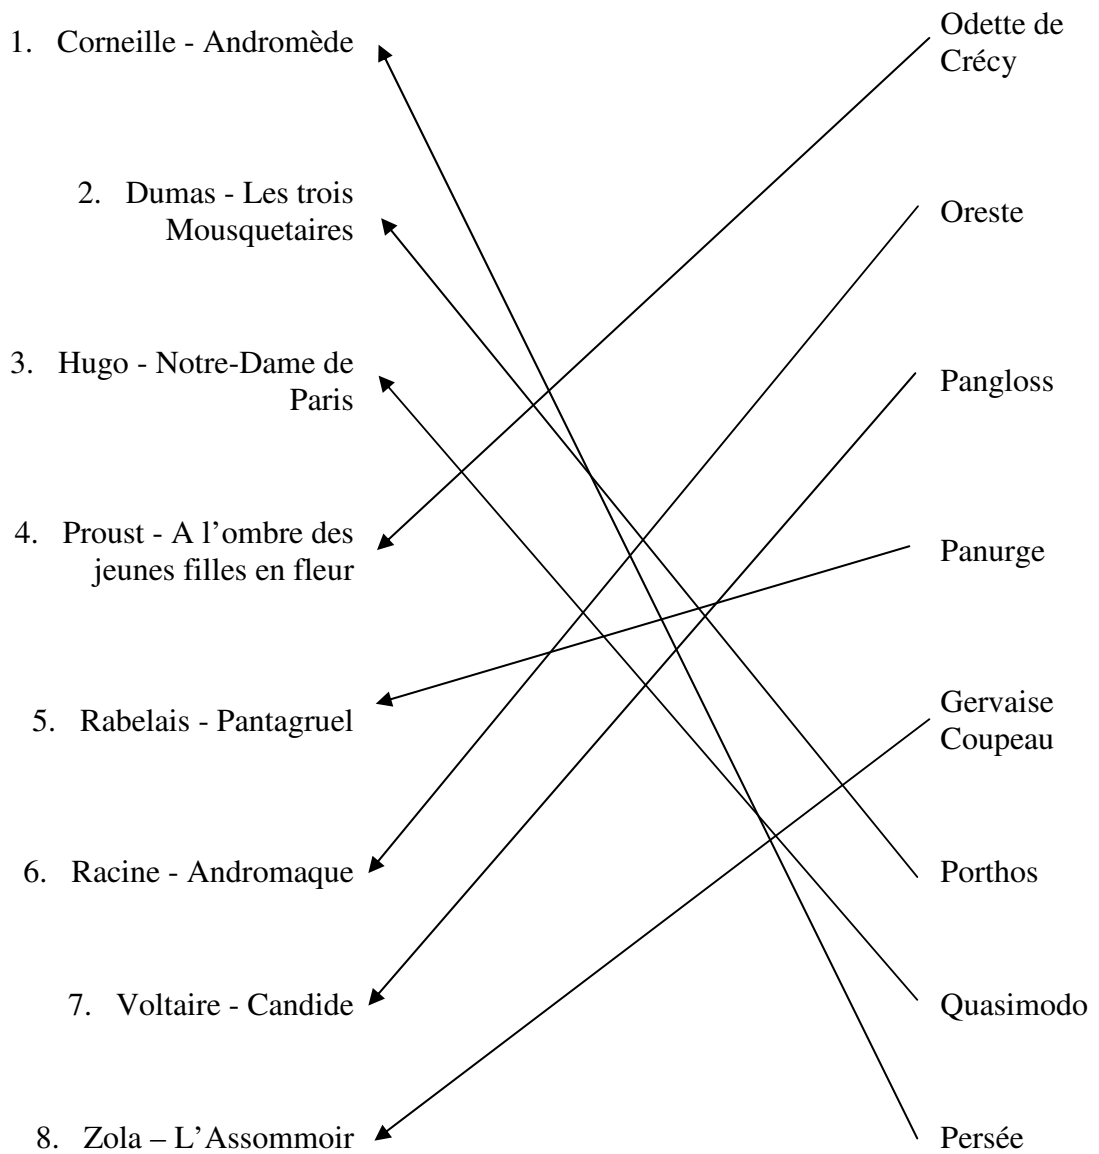 1. Corneille - Andromède
2. Dumas - Les trois
Mousquetaires
3. Hugo - Notre-Dame de
Paris
4. Proust - A l’ombre des
jeunes filles en fleur
5. Rabelais - Pantagruel
6. Racine - Andromaque
7. Voltaire - Candide
8. Zola – L’Assommoir
Odette de
Crécy
Oreste
Pangloss
Panurge
Gervaise
Coupeau
Porthos
Quasimodo
Persée